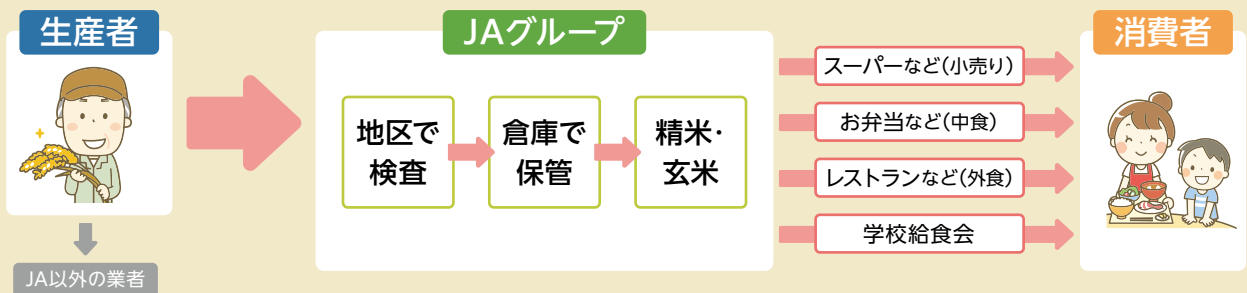 生産者
JA以外の業者
JAグループ
地区で
検査
倉庫で
保管
精米・
玄米
スーパーなど(小売り)
お弁当など(中食)
レストランなど(外食)
学校給食会
消費者